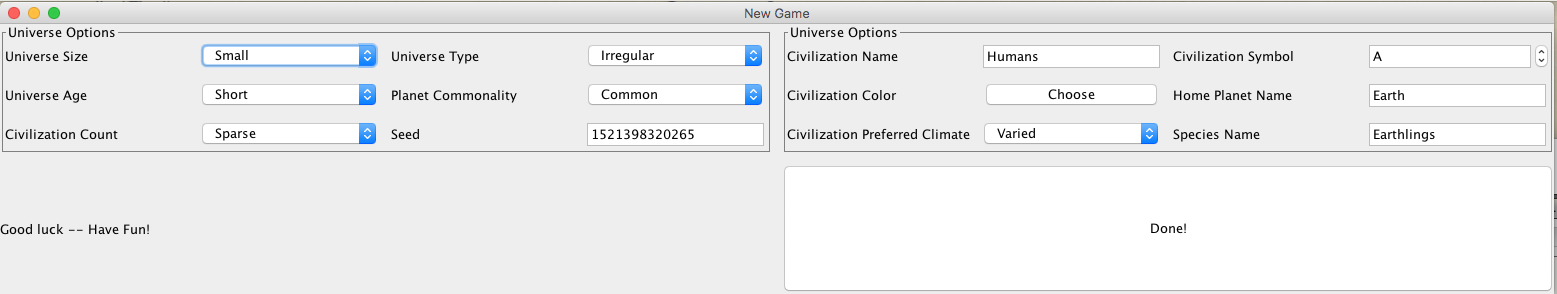 New Game
Universe Options
Universe Size Small Universe Type Irregular
Universe Age Short Planet Commonality Common
Civilization Count Sparse Seed 1521398320265
Universe Options
Civilization Name Humans Civilization Symbol A
Civilization Color Choose Home Planet Name Earth
Civilization Preferred Climate Varied Species Name Earthlings
Good luck -- Have Fun!
Done!